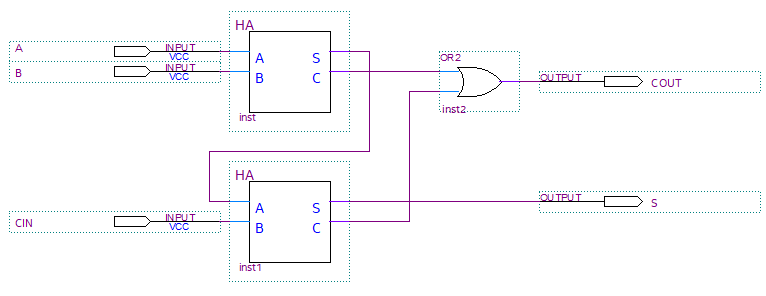 HA
A
INPUT
VCC
A
S
B
INPUT
VCC
B
C
inst
OR2
inst2
OUTPUT
COUT
HA
A
S
CIN
INPUT
VCC
B
C
inst1
OUTPUT
S